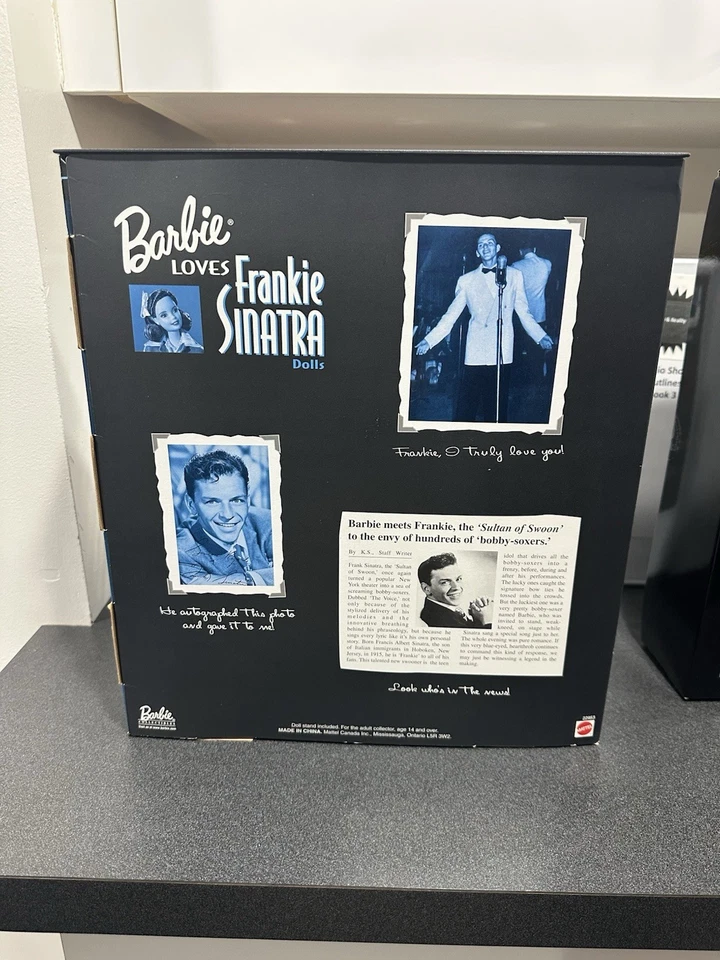 Barbie®
LOVES Frankie
SINATRA
Dolls
Frankie, I Truly love you!
He autographed this photo
and gave it to me!
Barbie meets Frankie, the 'Sultan of Swoon'
to the envy of hundreds of 'bobby-soxers.'
By K.S., Staff Writer
Frank Sinatra, the 'Sultan
of Swoon,' once again
turned a popular New
York theater into a sea of
screaming bobby-soxers.
Dubbed 'The Voice,' not
only because of the
stylized delivery of his
melodies and the
innovative breathing
behind his phraseology, but because he
sings every lyric like it's his own personal
story. Born Francis Albert Sinatra, the son
of Italian immigrants in Hoboken, New
Jersey, in 1915, he is 'Frankie' to all of his
fans. This talented new crooner is the teen
idol that drives all the
bobby-soxers into a
frenzy, before, during and
after his performances.
The lucky ones caught the
signature bow ties he
tossed into the crowds.
But the luckiest one was a
very pretty bobby-soxer
named Barbie, who was
invited to stand, weak-
kneed, on stage while
Sinatra sang a special song just to her.
The whole evening was pure romance. If
this very blue-eyed, heartthrob continues
to command this kind of response, we
may just be witnessing a legend in the
making.
Look who's in the news!
Barbie
COLLECTIBLES
Doll stand included. For the adult collector, age 14 and over.
MADE IN CHINA. Mattel Canada Inc., Mississauga, Ontario L5R 3W2.
22953
MATTEL